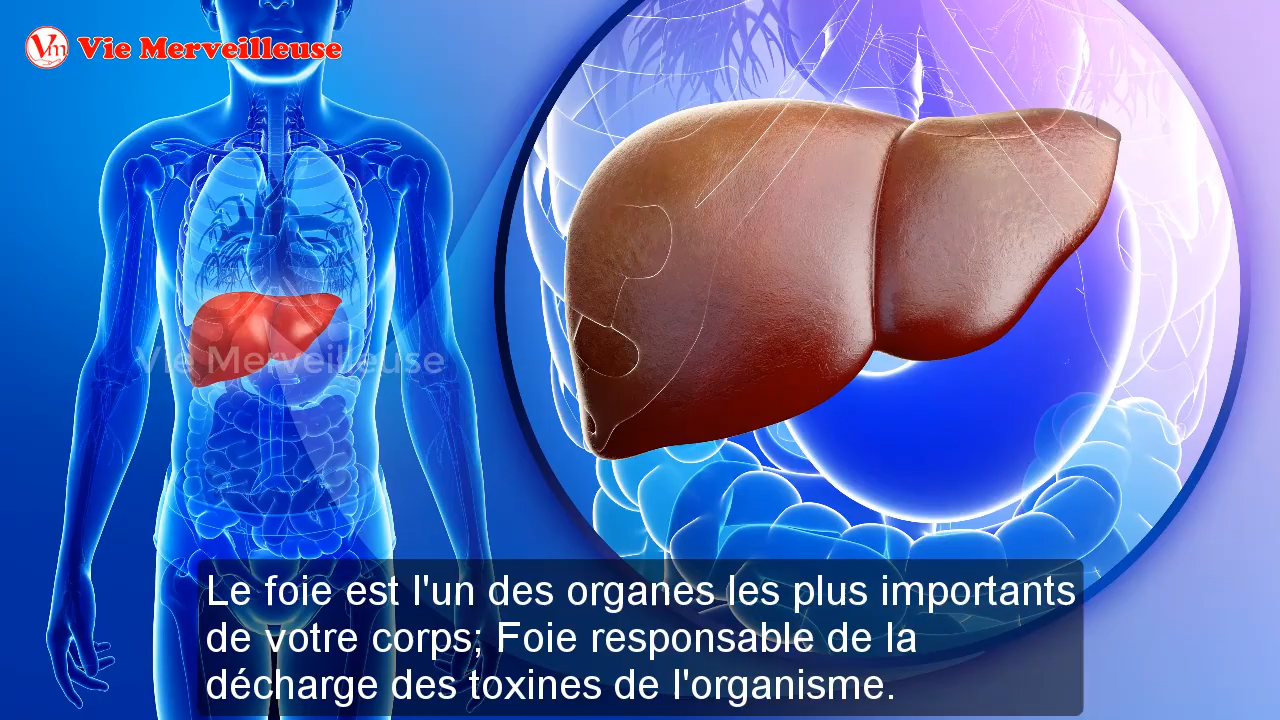 Vm Vie Merveilleuse
Vie Merveilleuse
Le foie est l'un des organes les plus importants
de votre corps; Foie responsable de la
décharge des toxines de l'organisme.